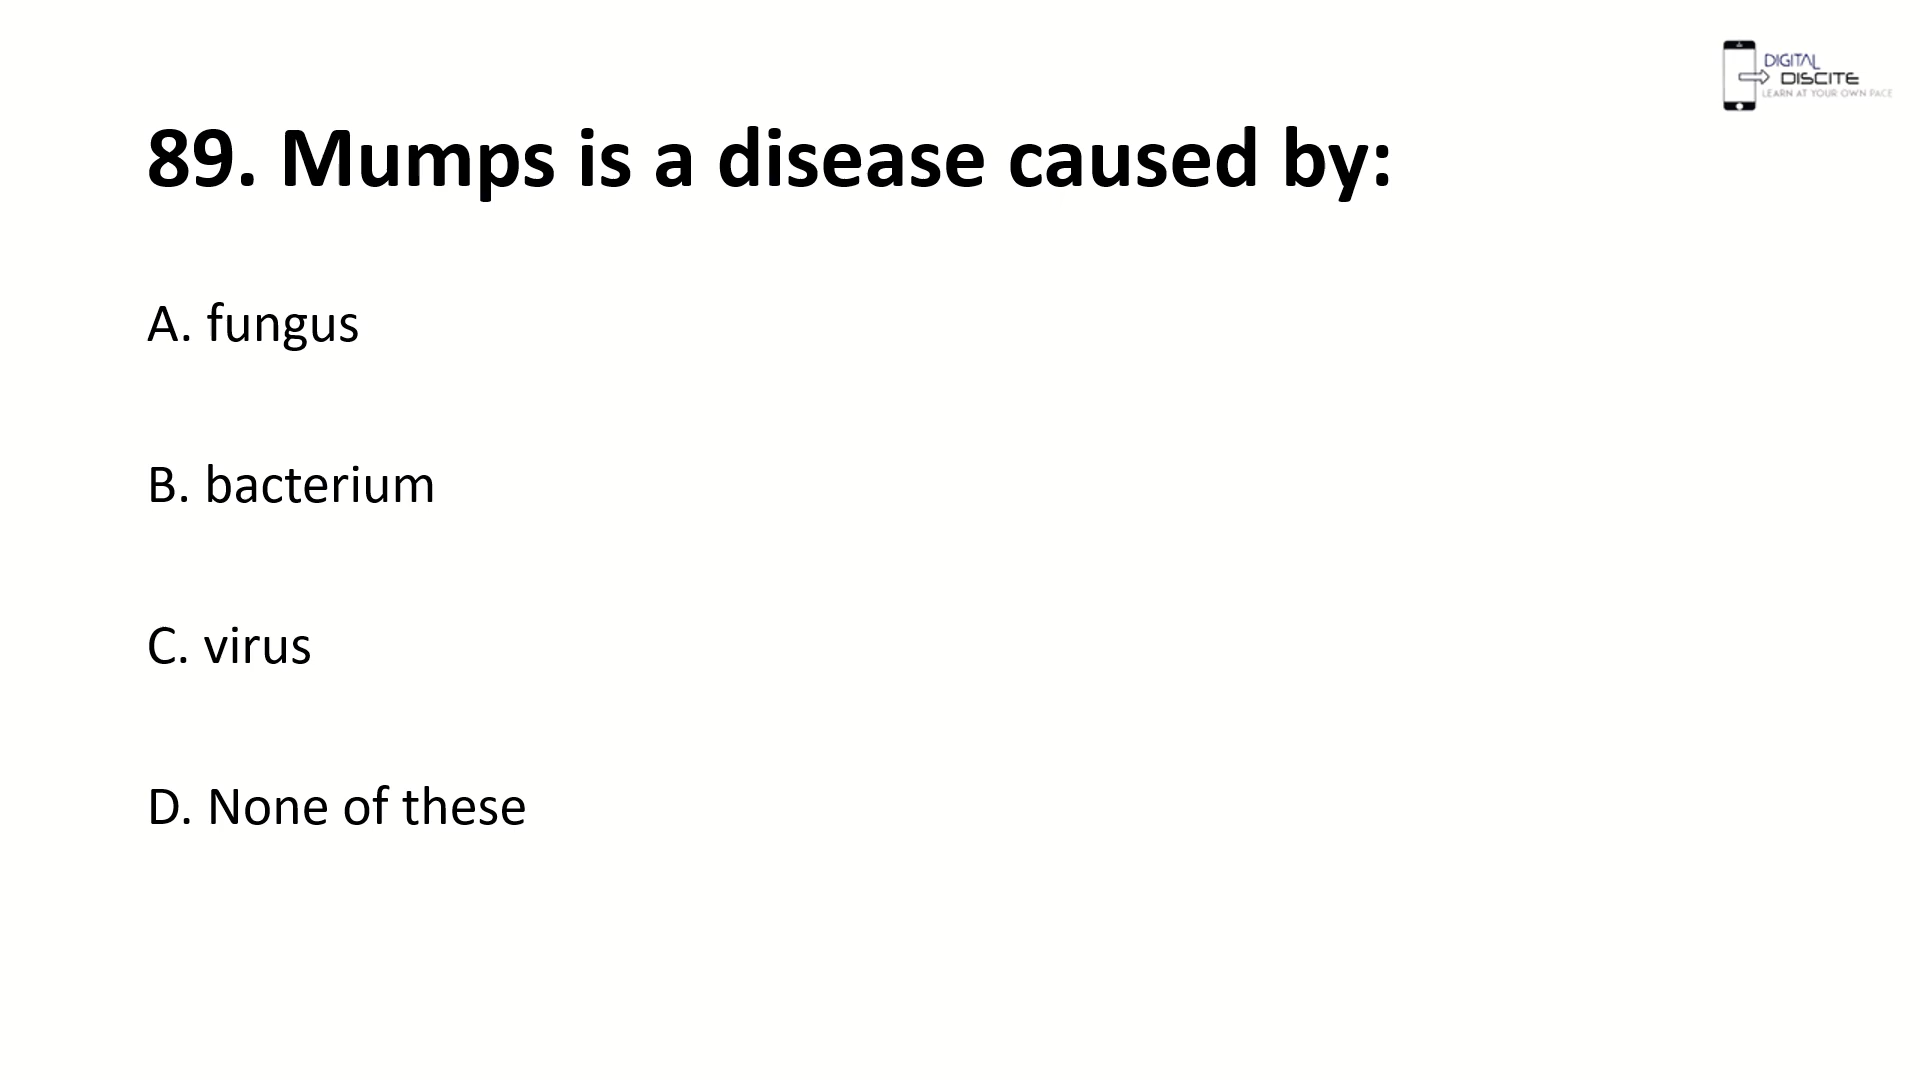 DIGITAL
DISCITE
LEARN AT YOUR OWN PACE
89. Mumps is a disease caused by:
A. fungus
B. bacterium
C. virus
D. None of these